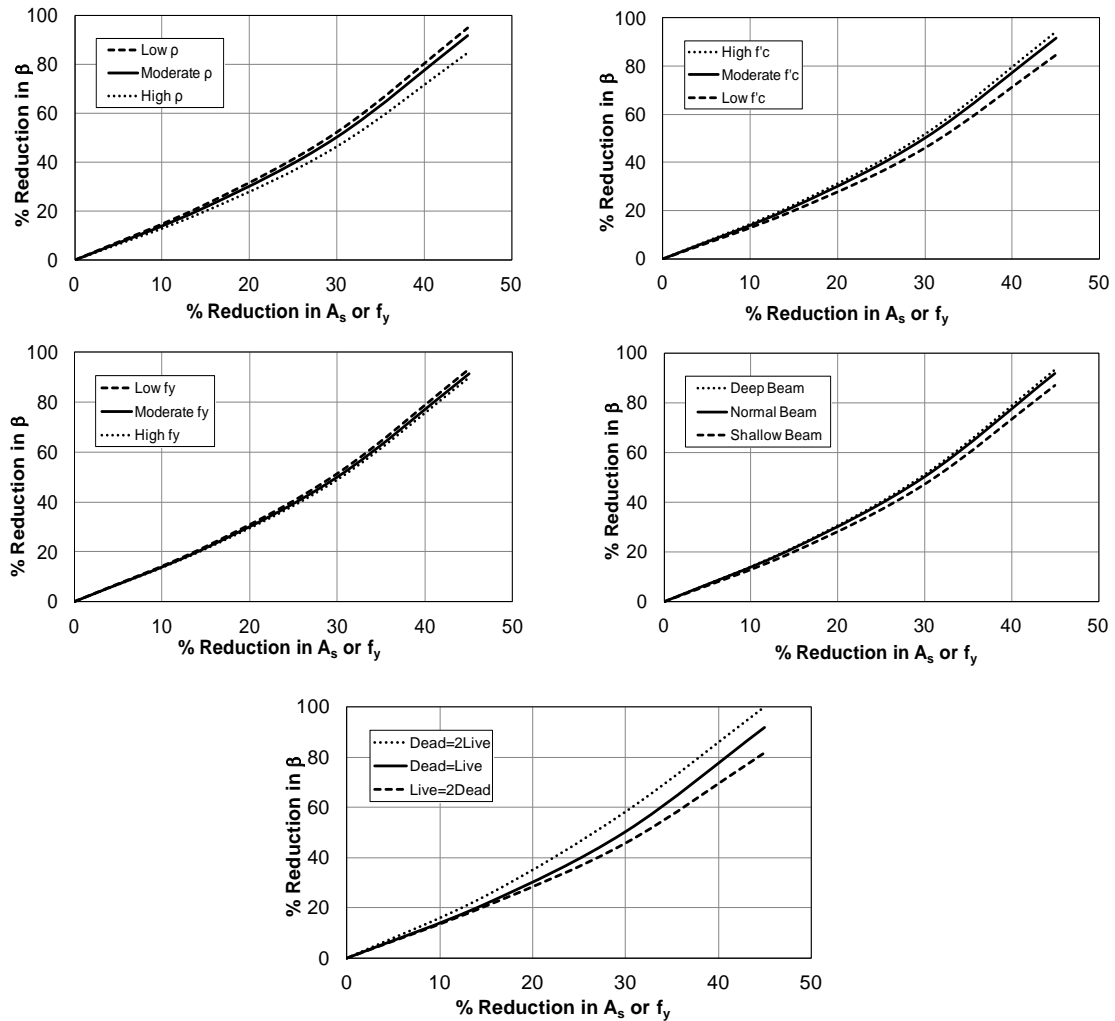 100
80
60
40
20
0
% Reduction in β
Low ρ
Moderate ρ
High ρ
0 10 20 30 40 50
% Reduction in Aₛ or fᵧ
100
80
60
40
20
0
% Reduction in β
High f'c
Moderate f'c
Low f'c
0 10 20 30 40 50
% Reduction in Aₛ or fᵧ
100
80
60
40
20
0
% Reduction in β
Low fy
Moderate fy
High fy
0 10 20 30 40 50
% Reduction in Aₛ or fᵧ
100
80
60
40
20
0
% Reduction in β
Deep Beam
Normal Beam
Shallow Beam
0 10 20 30 40 50
% Reduction in Aₛ or fᵧ
100
80
60
40
20
0
% Reduction in β
Dead=2Live
Dead=Live
Live=2Dead
0 10 20 30 40 50
% Reduction in Aₛ or fᵧ